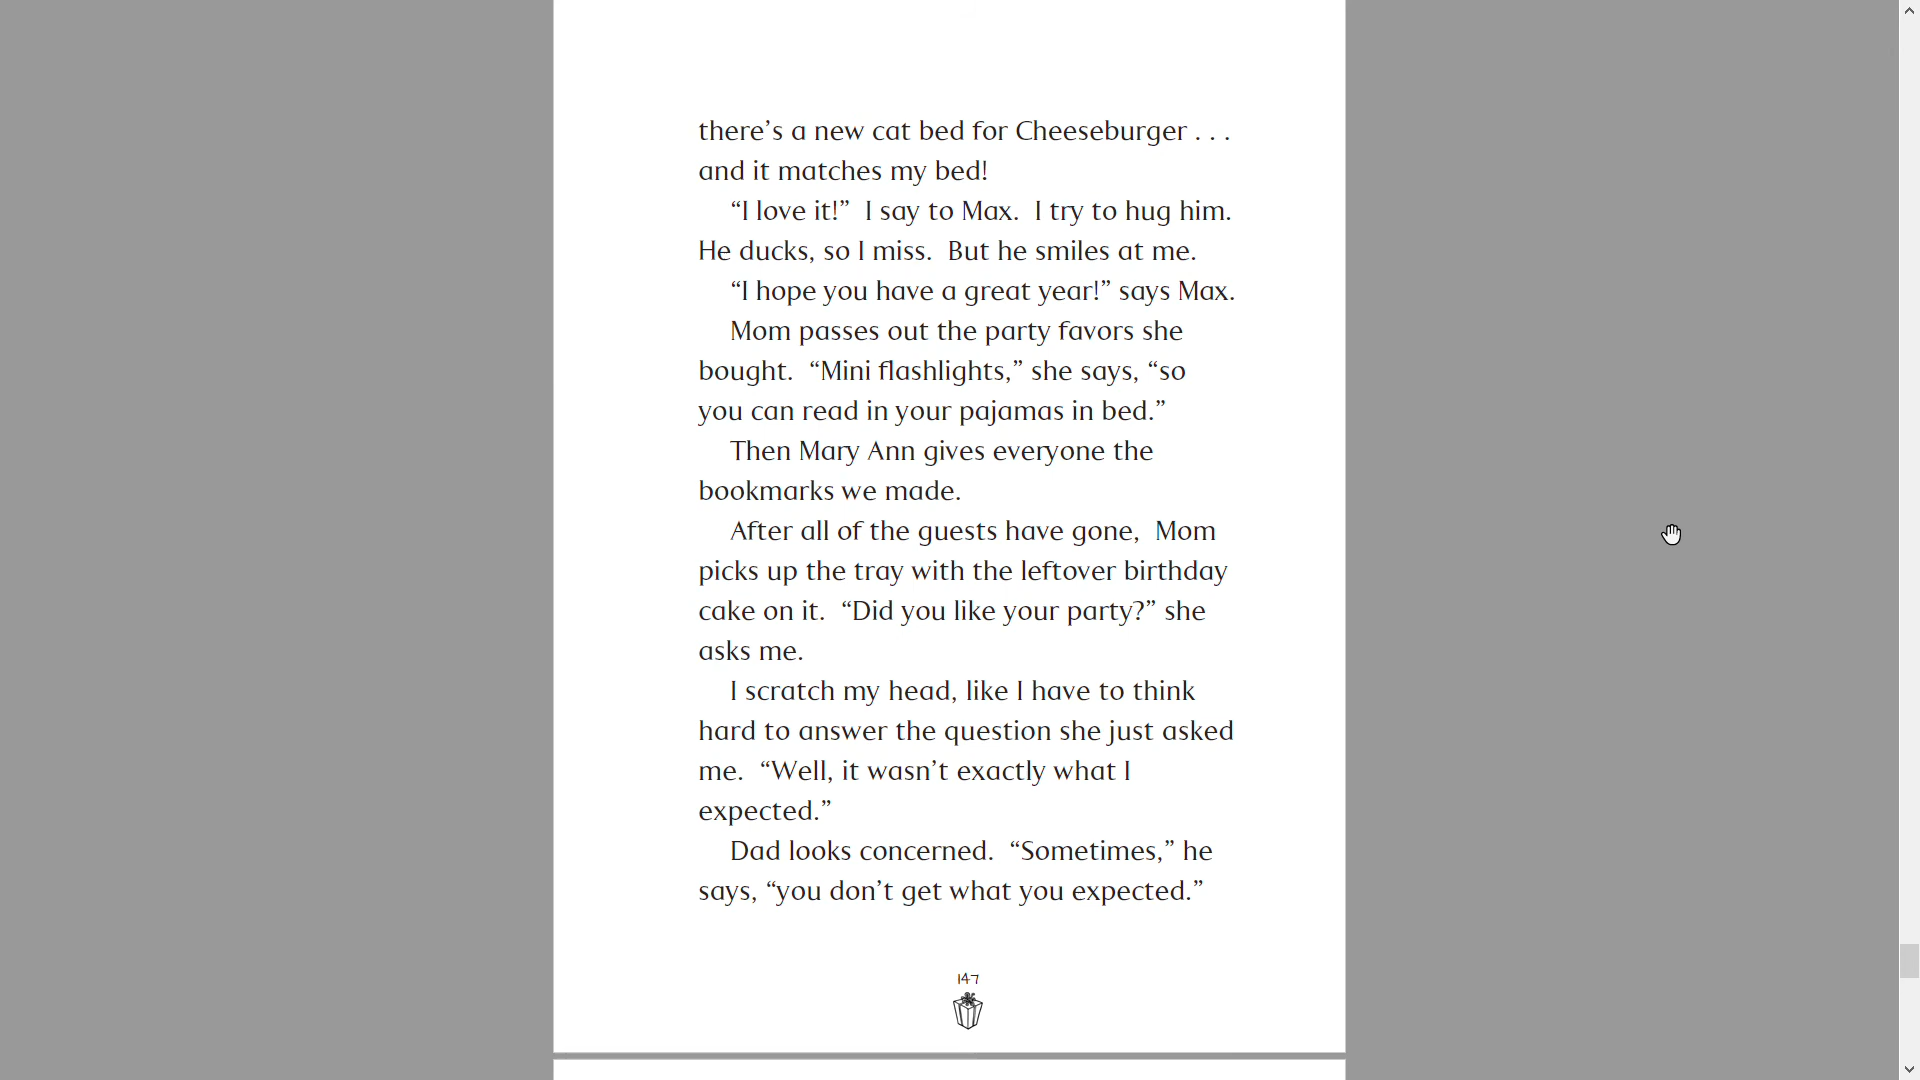 there’s a new cat bed for Cheeseburger . . .
and it matches my bed!
“I love it!”  I say to Max.  I try to hug him.
He ducks, so I miss.  But he smiles at me.
“I hope you have a great year!” says Max.
Mom passes out the party favors she
bought.  “Mini flashlights,” she says, “so
you can read in your pajamas in bed.”
Then Mary Ann gives everyone the
bookmarks we made.
After all of the guests have gone,  Mom
picks up the tray with the leftover birthday
cake on it.  “Did you like your party?” she
asks me.
I scratch my head, like I have to think
hard to answer the question she just asked
me.  “Well, it wasn’t exactly what I
expected.”
Dad looks concerned.  “Sometimes,” he
says, “you don’t get what you expected.”
147